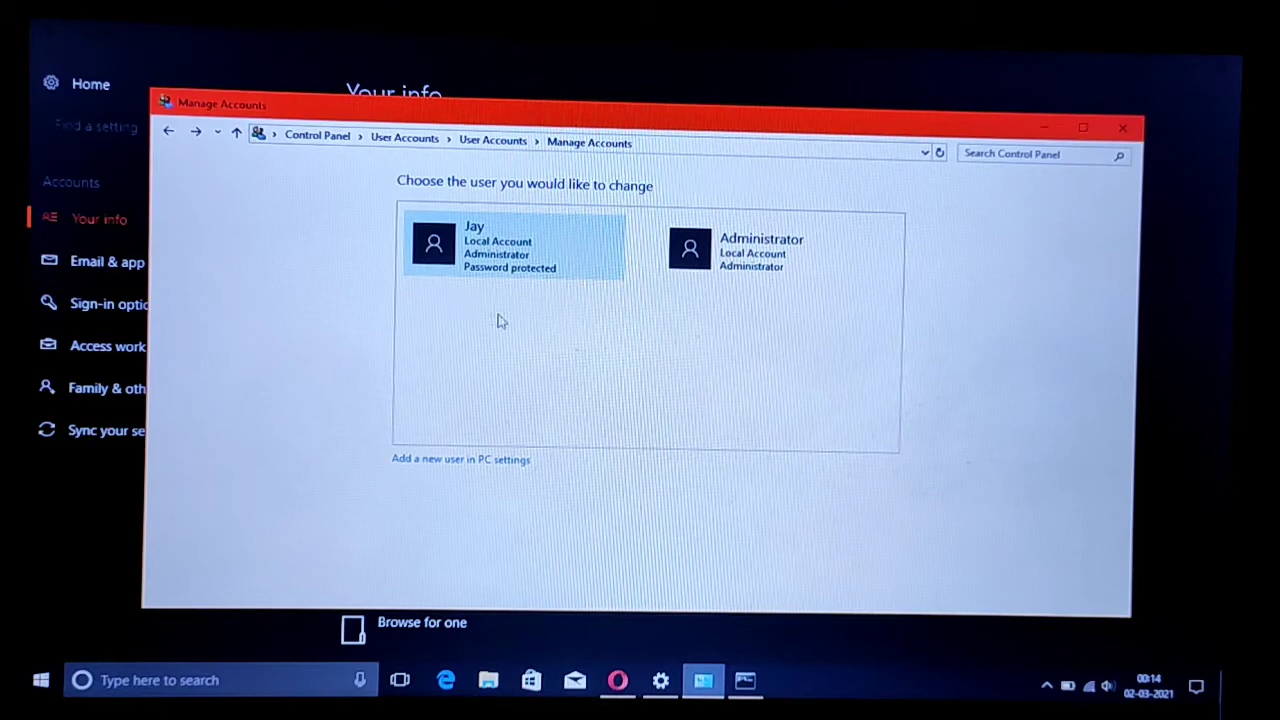 Home
Your info
Manage Accounts
Find a setting
Control Panel > User Accounts > User Accounts > Manage Accounts
Search Control Panel
Accounts
Choose the user you would like to change
Your info
Jay
Local Account
Administrator
Password protected
Administrator
Local Account
Administrator
Email & app
Sign-in optio
Access work
Family & oth
Sync your se
Add a new user in PC settings
Browse for one
Type here to search
00:14
02-03-2021